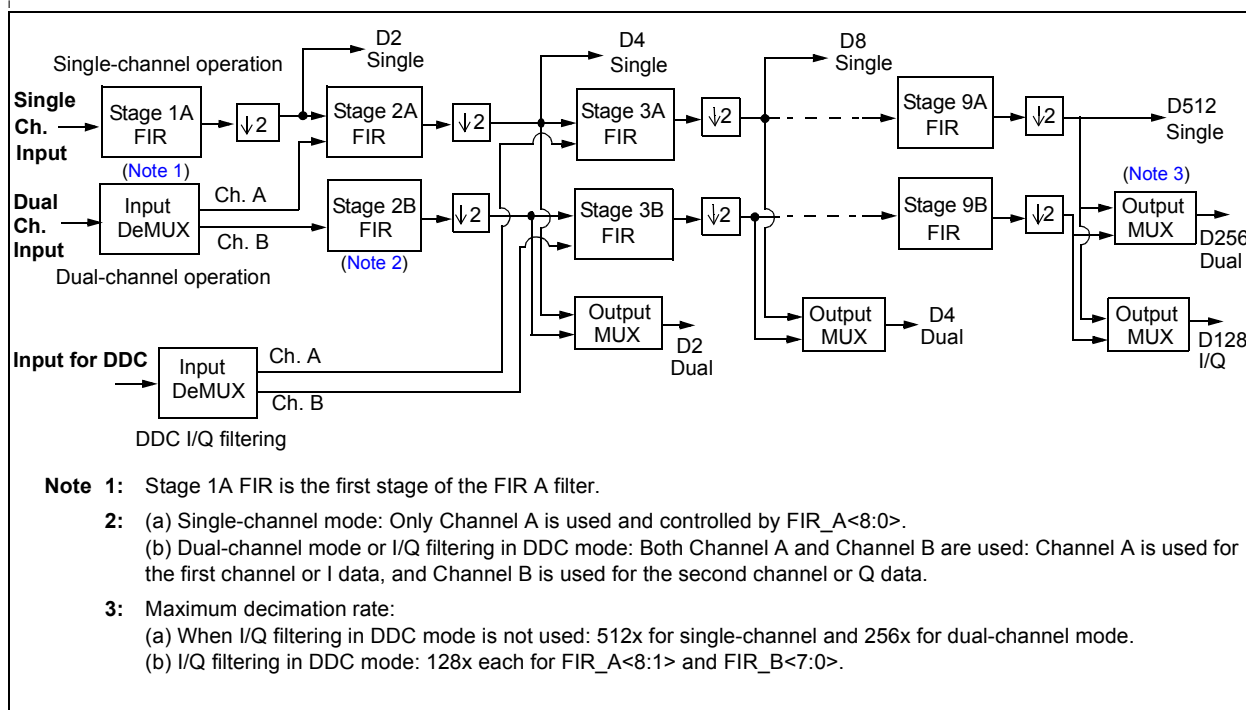 D2
Single
D4
Single
D8
Single
Single-channel operation
Single
Ch.
Input
Stage 1A
FIR
↓2
Stage 2A
FIR
↓2
Stage 3A
FIR
↓2
Stage 9A
FIR
↓2
D512
Single
(Note 1)
(Note 3)
Dual
Ch.
Input
Input
DeMUX
Ch. A
Ch. B
Stage 2B
FIR
↓2
Stage 3B
FIR
↓2
Stage 9B
FIR
↓2
Output
MUX
D256
Dual
(Note 2)
Dual-channel operation
Output
MUX
D2
Dual
Output
MUX
D4
Dual
Output
MUX
D128
I/Q
Input for DDC
Input
DeMUX
Ch. A
Ch. B
DDC I/Q filtering
Note 1: Stage 1A FIR is the first stage of the FIR A filter.
2: (a) Single-channel mode: Only Channel A is used and controlled by FIR_A<8:0>.
(b) Dual-channel mode or I/Q filtering in DDC mode: Both Channel A and Channel B are used: Channel A is used for
the first channel or I data, and Channel B is used for the second channel or Q data.
3: Maximum decimation rate:
(a) When I/Q filtering in DDC mode is not used: 512x for single-channel and 256x for dual-channel mode.
(b) I/Q filtering in DDC mode: 128x each for FIR_A<8:1> and FIR_B<7:0>.